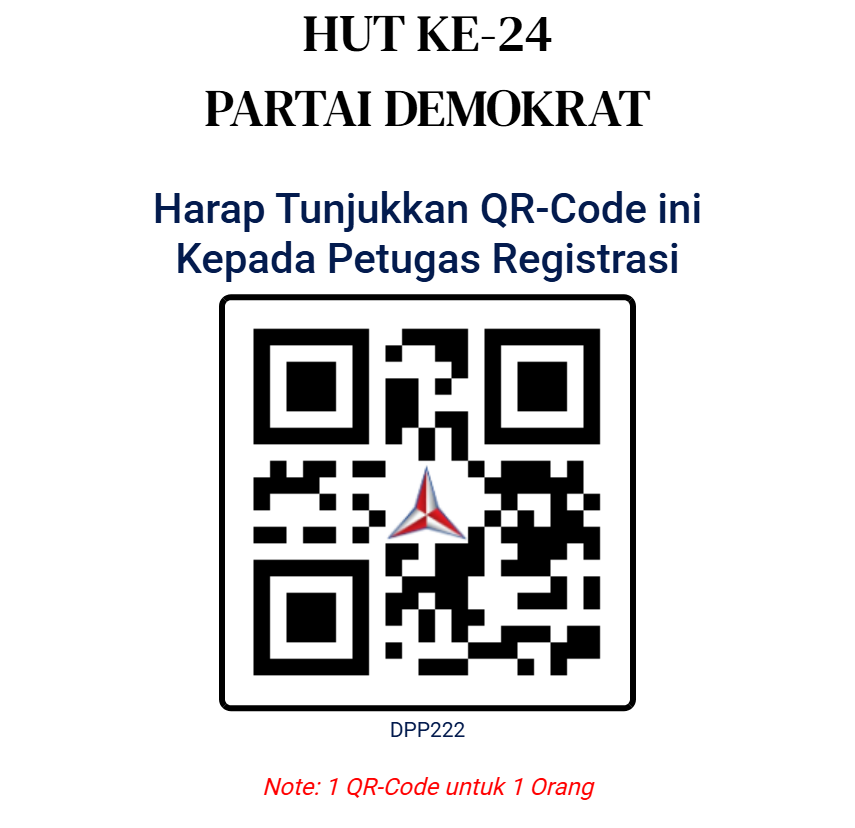 HUT KE-24
PARTAI DEMOKRAT
Harap Tunjukkan QR-Code ini
Kepada Petugas Registrasi
DPP222
Note: 1 QR-Code untuk 1 Orang